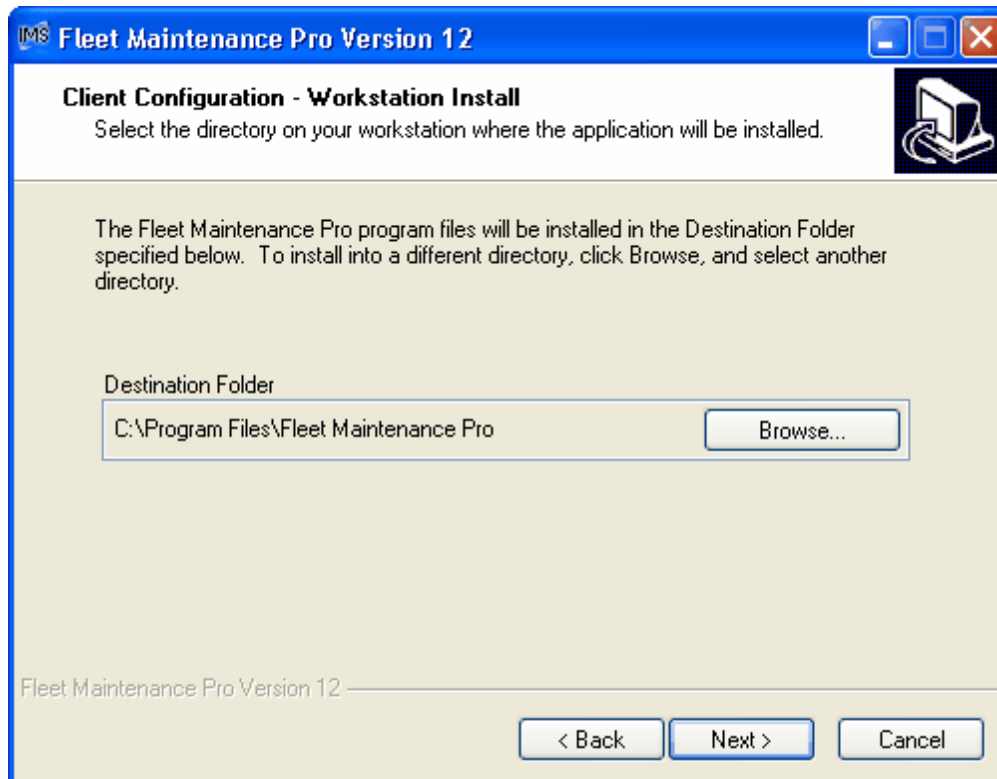 IMS Fleet Maintenance Pro Version 12
Client Configuration - Workstation Install
Select the directory on your workstation where the application will be installed.
The Fleet Maintenance Pro program files will be installed in the Destination Folder
specified below.  To install into a different directory, click Browse, and select another
directory.
Destination Folder
C:\Program Files\Fleet Maintenance Pro
Browse...
Fleet Maintenance Pro Version 12
< Back
Next >
Cancel